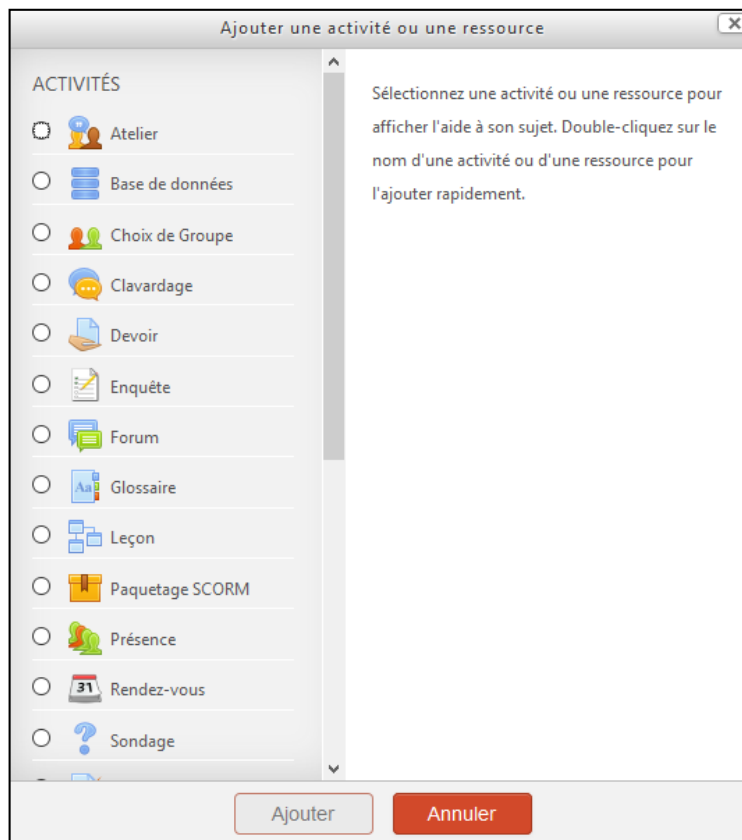 Ajouter une activité ou une ressource
ACTIVITÉS
Atelier
Base de données
Choix de Groupe
Clavardage
Devoir
Enquête
Forum
Aa
Glossaire
Leçon
Paquetage SCORM
Présence
31
Rendez-vous
Sondage
Sélectionnez une activité ou une ressource pour
afficher l'aide à son sujet. Double-cliquez sur le
nom d'une activité ou d'une ressource pour
l'ajouter rapidement.
Ajouter
Annuler